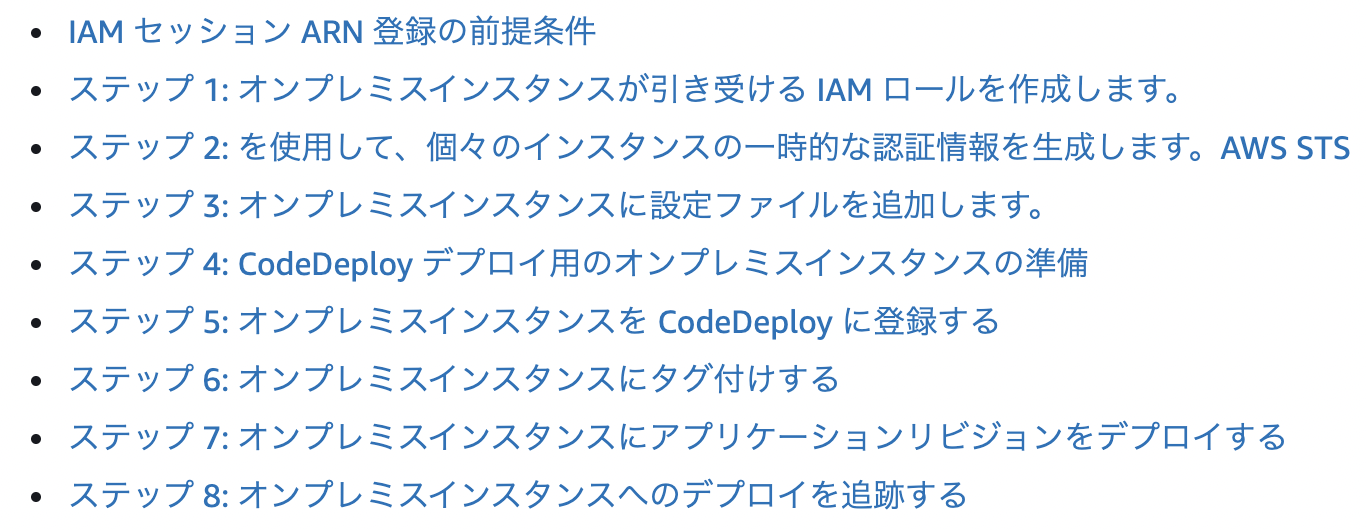 • IAM セッション ARN 登録の前提条件
• ステップ 1: オンプレミスインスタンスが引き受ける IAM ロールを作成します。
• ステップ 2: を使用して、個々のインスタンスの一時的な認証情報を生成します。AWS STS
• ステップ 3: オンプレミスインスタンスに設定ファイルを追加します。
• ステップ 4: CodeDeploy デプロイ用のオンプレミスインスタンスの準備
• ステップ 5: オンプレミスインスタンスを CodeDeploy に登録する
• ステップ 6: オンプレミスインスタンスにタグ付けする
• ステップ 7: オンプレミスインスタンスにアプリケーションリビジョンをデプロイする
• ステップ 8: オンプレミスインスタンスへのデプロイを追跡する